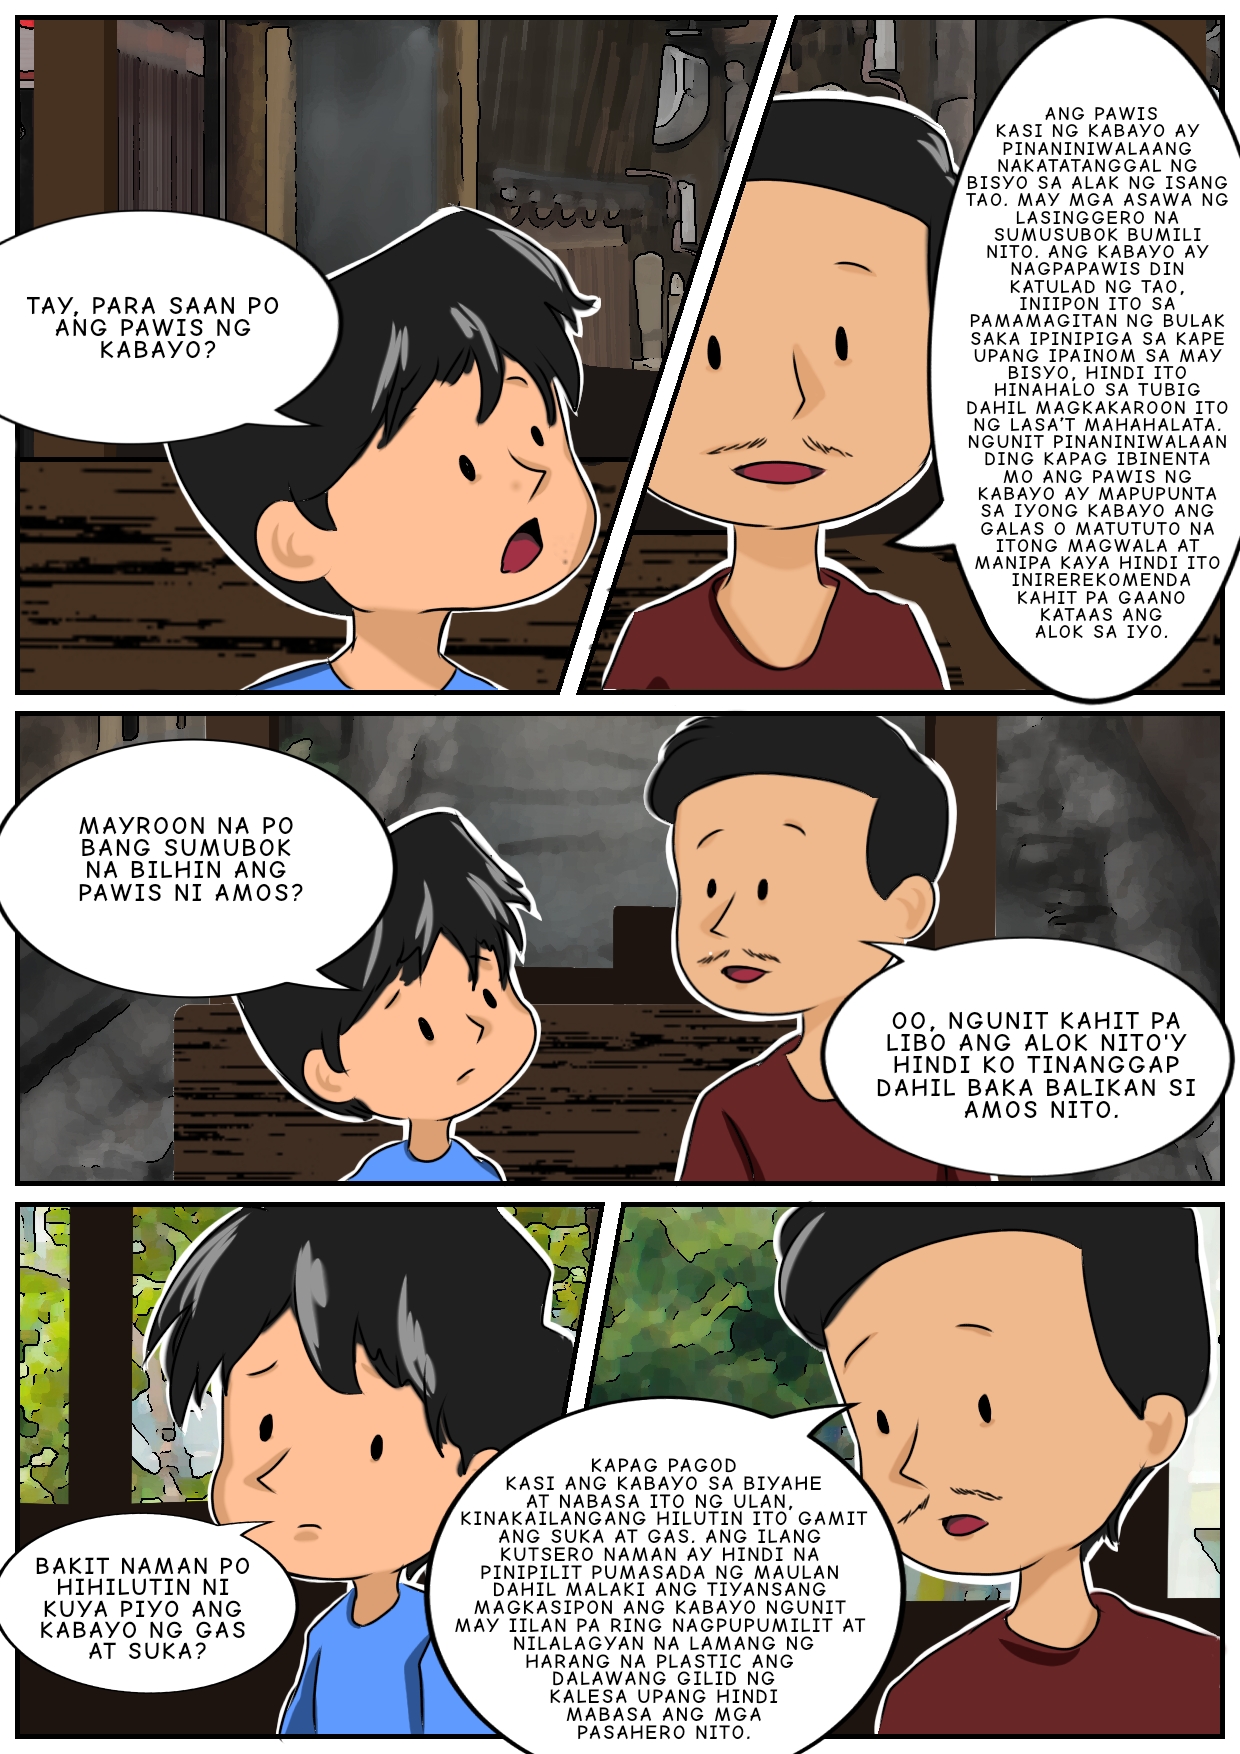 TAY, PARA SAAN PO
ANG PAWIS NG
KABAYO?
ANG PAWIS
KASI NG KABAYO AY
PINANINIWALAANG
NAKATATANGGAL NG
BISYO SA ALAK NG ISANG
TAO. MAY MGA ASAWA NG
LASINGGERO NA
SUMUSUBOK BUMILI
NITO. ANG KABAYO AY
NAGPAPAWIS DIN
KATULAD NG TAO,
INIIPON ITO SA
PAMAMAGITAN NG BULAK
SAKA IPINIPIGA SA KAPE
UPANG IPAINOM SA MAY
BISYO, HINDI ITO
HINAHALO SA TUBIG
DAHIL MAGKAKAROON ITO
NG LASA'T MAHAHALATA.
NGUNIT PINANINIWALAAN
DING KAPAG IBINENTA
MO ANG PAWIS NG
KABAYO AY MAPUPUNTA
SA IYONG KABAYO ANG
GALAS O MATUTUTO NA
ITONG MAGWALA AT
MANIPA KAYA HINDI ITO
INIREREKOMENDA
KAHIT PA GAANO
KATAAS ANG
ALOK SA IYO.
MAYROON NA PO
BANG SUMUBOK
NA BILHIN ANG
PAWIS NI AMOS?
OO, NGUNIT KAHIT PA
LIBO ANG ALOK NITO'Y
HINDI KO TINANGGAP
DAHIL BAKA BALIKAN SI
AMOS NITO.
BAKIT NAMAN PO
HIHILUTIN NI
KUYA PIYO ANG
KABAYO NG GAS
AT SUKA?
KAPAG PAGOD
KASI ANG KABAYO SA BIYAHE
AT NABASA ITO NG ULAN,
KINAKAILANGANG HILUTIN ITO GAMIT
ANG SUKA AT GAS. ANG ILANG
KUTSERO NAMAN AY HINDI NA
PINIPILIT PUMASADA NG MAULAN
DAHIL MALAKI ANG TIYANSANG
MAGKASIPON ANG KABAYO NGUNIT
MAY IILAN PA RING NAGPUPUMILIT AT
NILALAGYAN NA LAMANG NG
HARANG NA PLASTIC ANG
DALAWANG GILID NG
KALESA UPANG HINDI
MABASA ANG MGA
PASAHERO NITO.